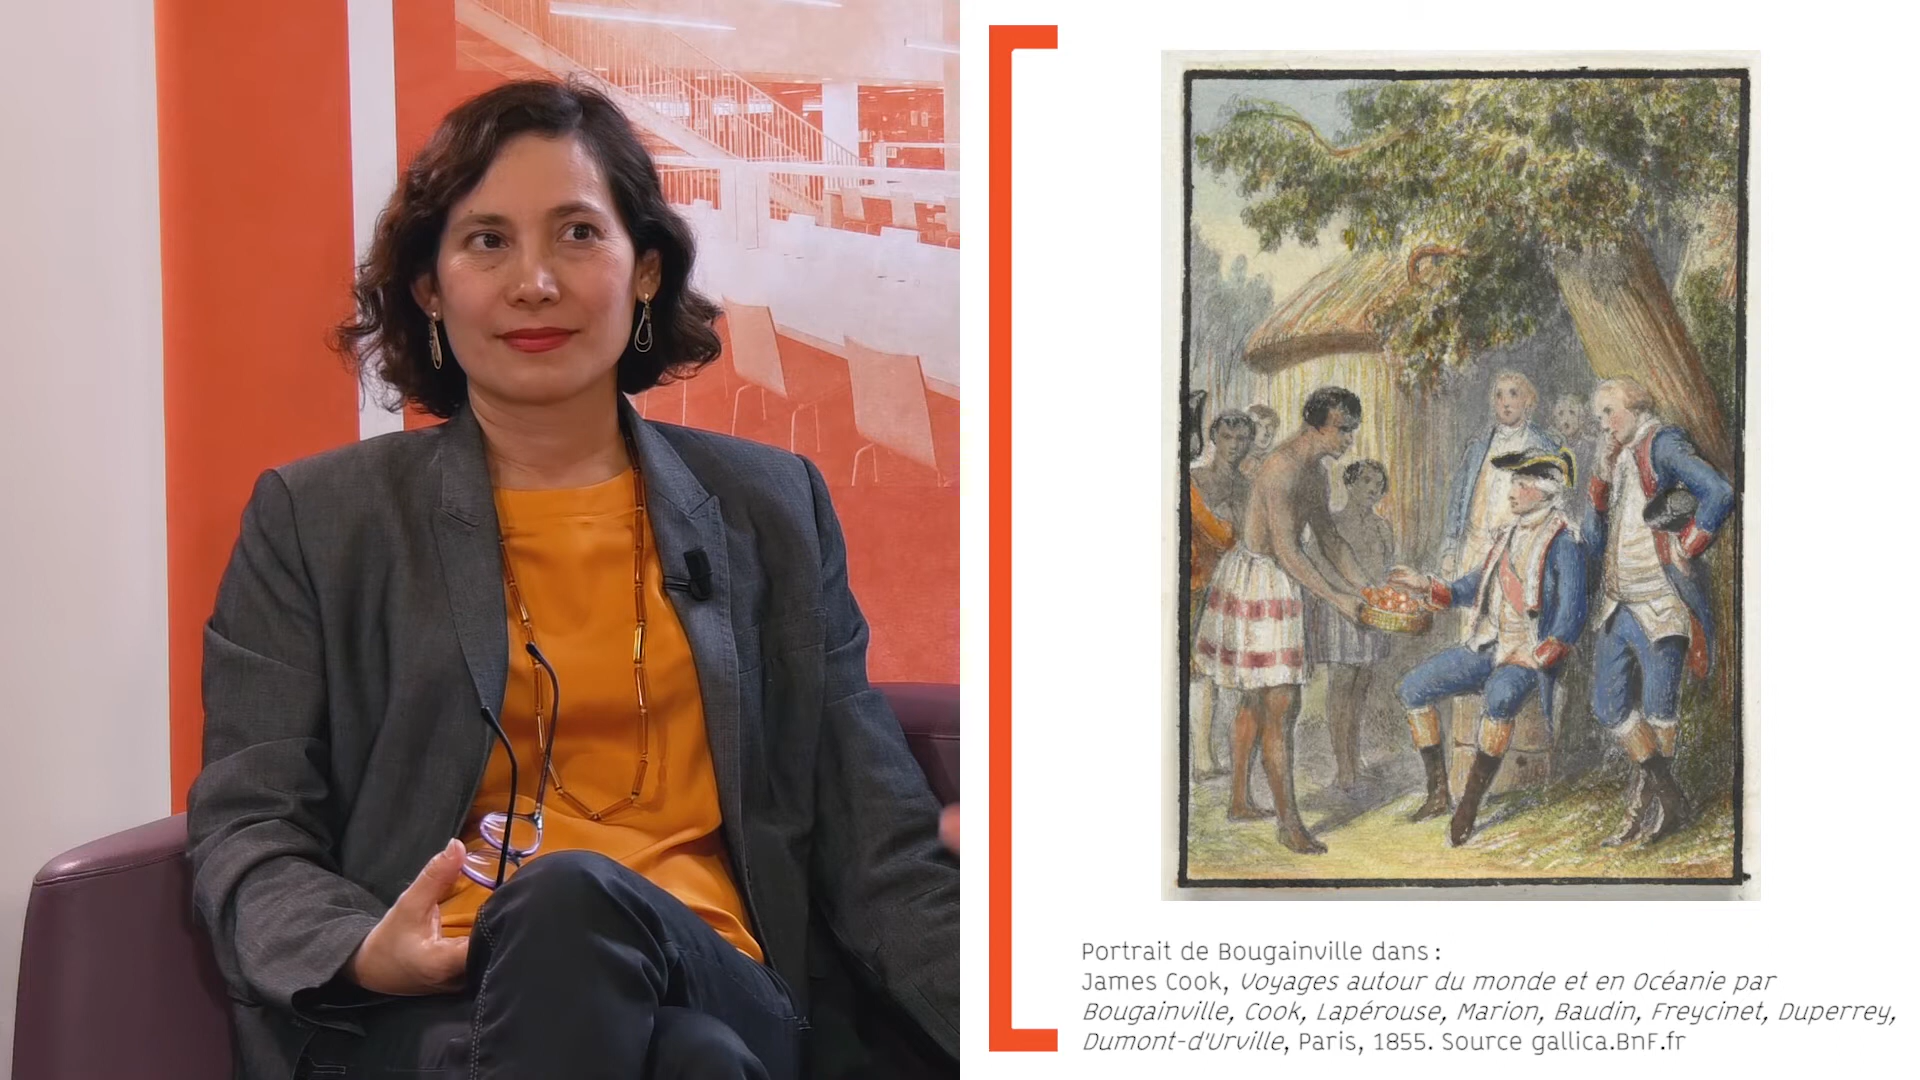 Portrait de Bougainville dans :
James Cook, Voyages autour du monde et en Océanie par
Bougainville, Cook, Lapérouse, Marion, Baudin, Freycinet, Duperrey,
Dumont-d'Urville, Paris, 1855. Source gallica.BnF.fr